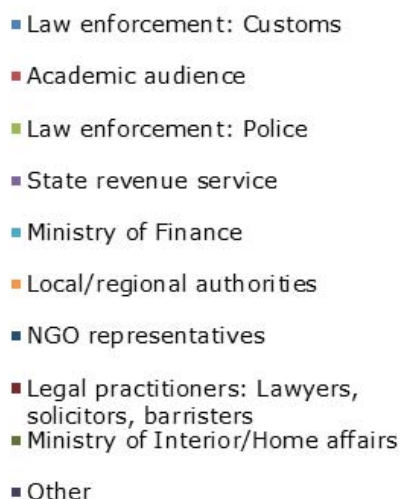 Law enforcement: Customs
Academic audience
Law enforcement: Police
State revenue service
Ministry of Finance
Local/regional authorities
NGO representatives
Legal practitioners: Lawyers,
solicitors, barristers
Ministry of Interior/Home affairs
Other